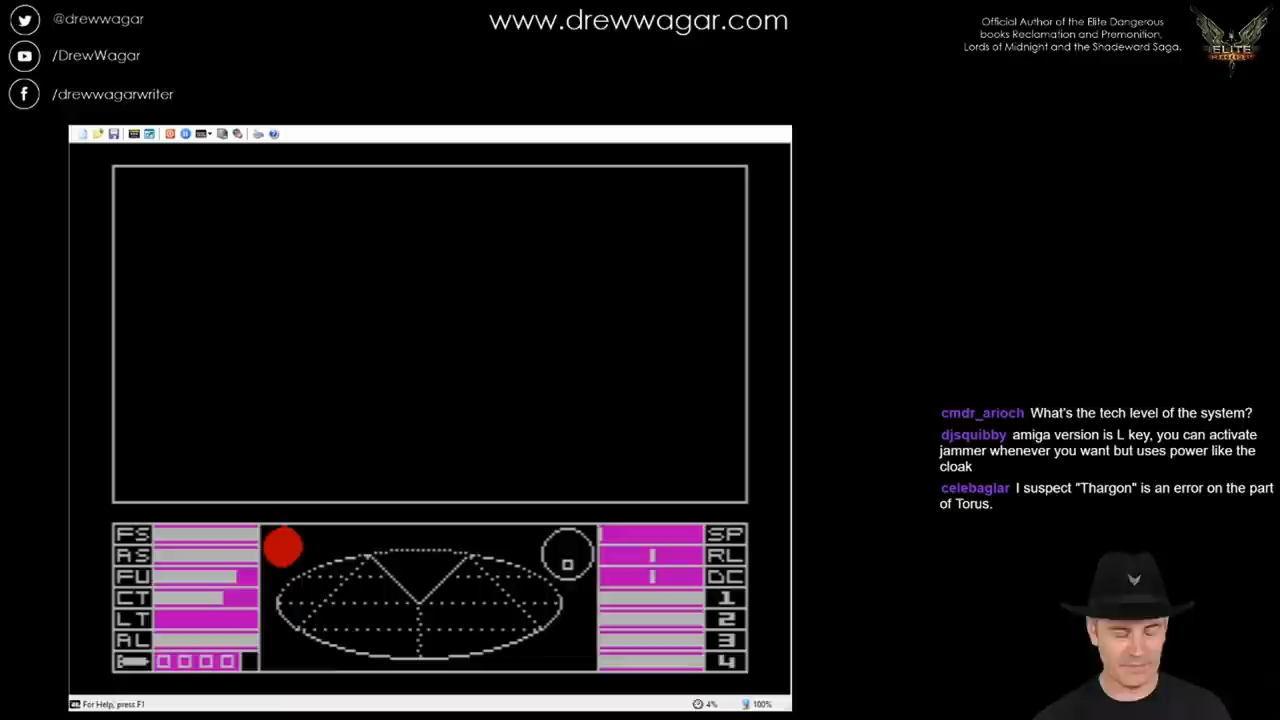 @drewwagar
/DrewWagar
/drewwagarwriter
www.drewwagar.com
Official Author of the Elite Dangerous
books Reclamation and Premonition,
Lords of Midnight and the Shadeward Saga.
ELITE
DANGEROUS
cmdr_arioch What's the tech level of the system?
djsquibby amiga version is L key, you can activate
jammer whenever you want but uses power like the
cloak
celebaglar I suspect "Thargon" is an error on the part
of Torus.
FS
AS
FU
CT
LT
AL
SP
RL
DC
1
2
3
4
For Help, press F1
4%
100%